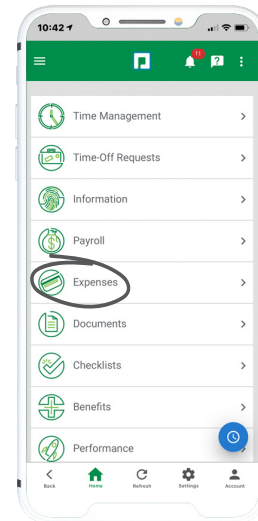 10:42
11
Time Management
Time-Off Requests
Information
Payroll
Expenses
Documents
Checklists
Benefits
Performance
Back Home Refresh Settings Account